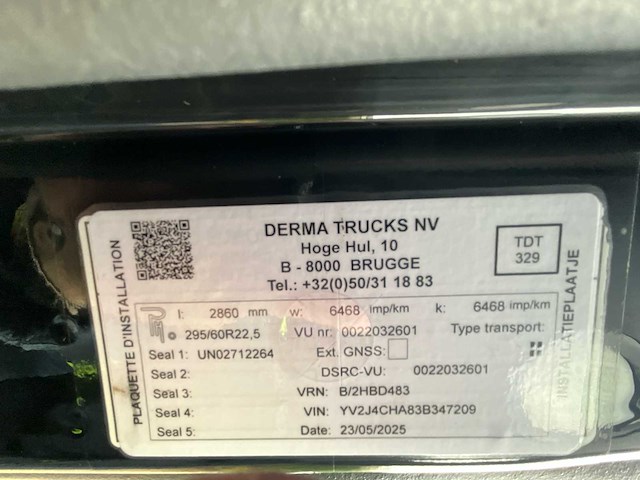 DERMA TRUCKS NV
Hoge Hul, 10
B - 8000 BRUGGE
Tel.: +32(0)50/31 18 83
TDT
329
PLAQUETTE D'INSTALLATION
INSTALLATIEPLAATJE
l: 2860 mm w: 6468 imp/km k: 6468 imp/km
295/60R22,5 VU nr: 0022032601 Type transport:
Seal 1: UN02712264 Ext. GNSS:
Seal 2: DSRC-VU: 0022032601
Seal 3: VRN: B/2HBD483
Seal 4: VIN: YV2J4CHA83B347209
Seal 5: Date: 23/05/2025